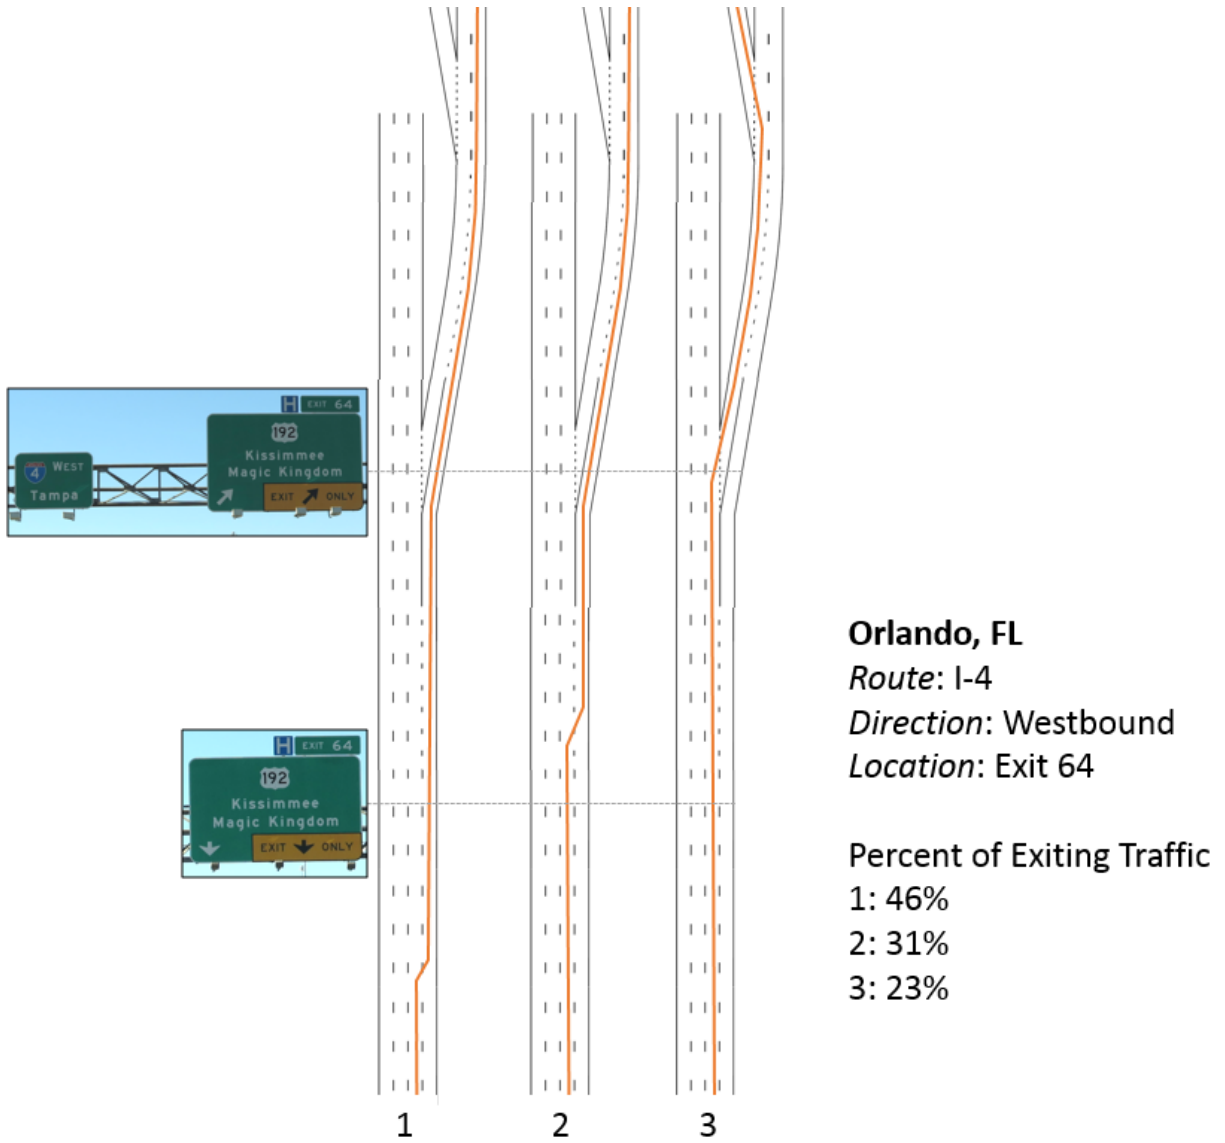 H EXIT 64
192
Kissimmee
Magic Kingdom
EXIT ONLY
4 WEST
Tampa
H EXIT 64
192
Kissimmee
Magic Kingdom
EXIT ONLY
Orlando, FL
Route: I-4
Direction: Westbound
Location: Exit 64
Percent of Exiting Traffic
1: 46%
2: 31%
3: 23%
1 2 3